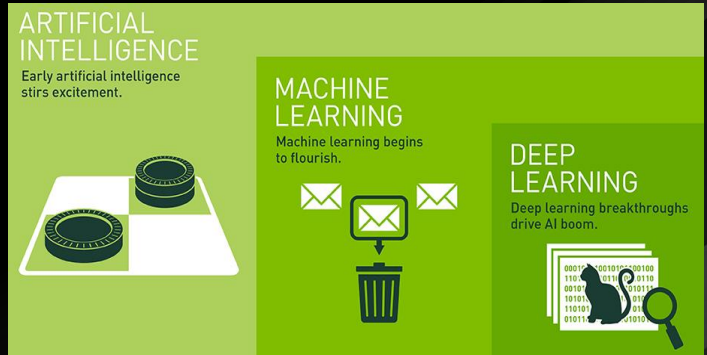 ARTIFICIAL
INTELLIGENCE
Early artificial intelligence
stirs excitement.
MACHINE
LEARNING
Machine learning begins
to flourish.
DEEP
LEARNING
Deep learning breakthroughs
drive AI boom.